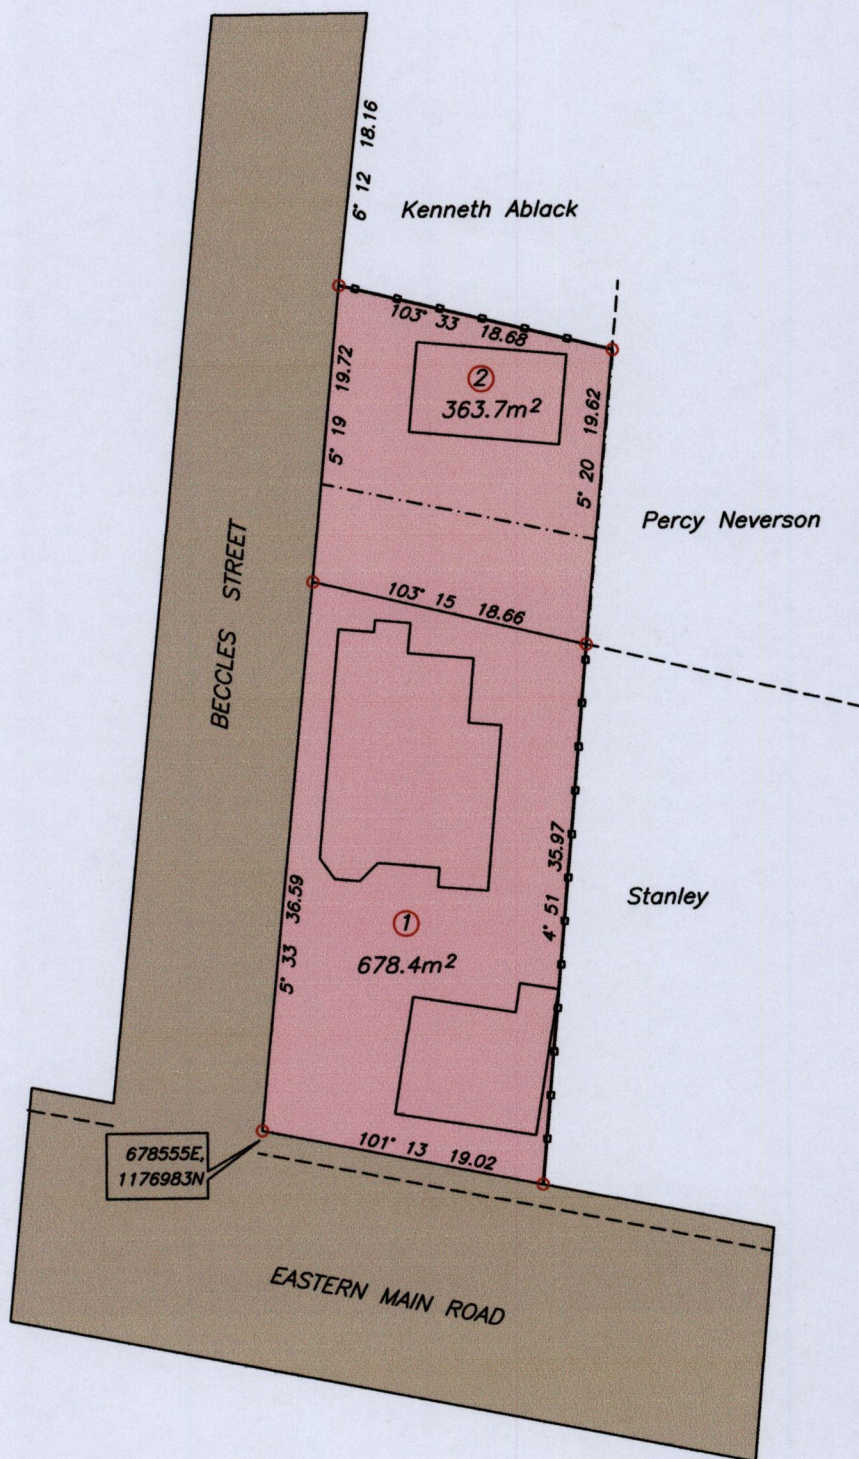 6° 12 18.16
Kenneth Ablack
103° 33 18.68
5° 19 19.72
2
363.7m²
5° 20 19.62
Percy Neverson
BECCLES STREET
103° 15 18.66
5° 33 36.59
4° 51 35.97
Stanley
1
678.4m²
678555E,
1176983N
101° 13 19.02
EASTERN MAIN ROAD